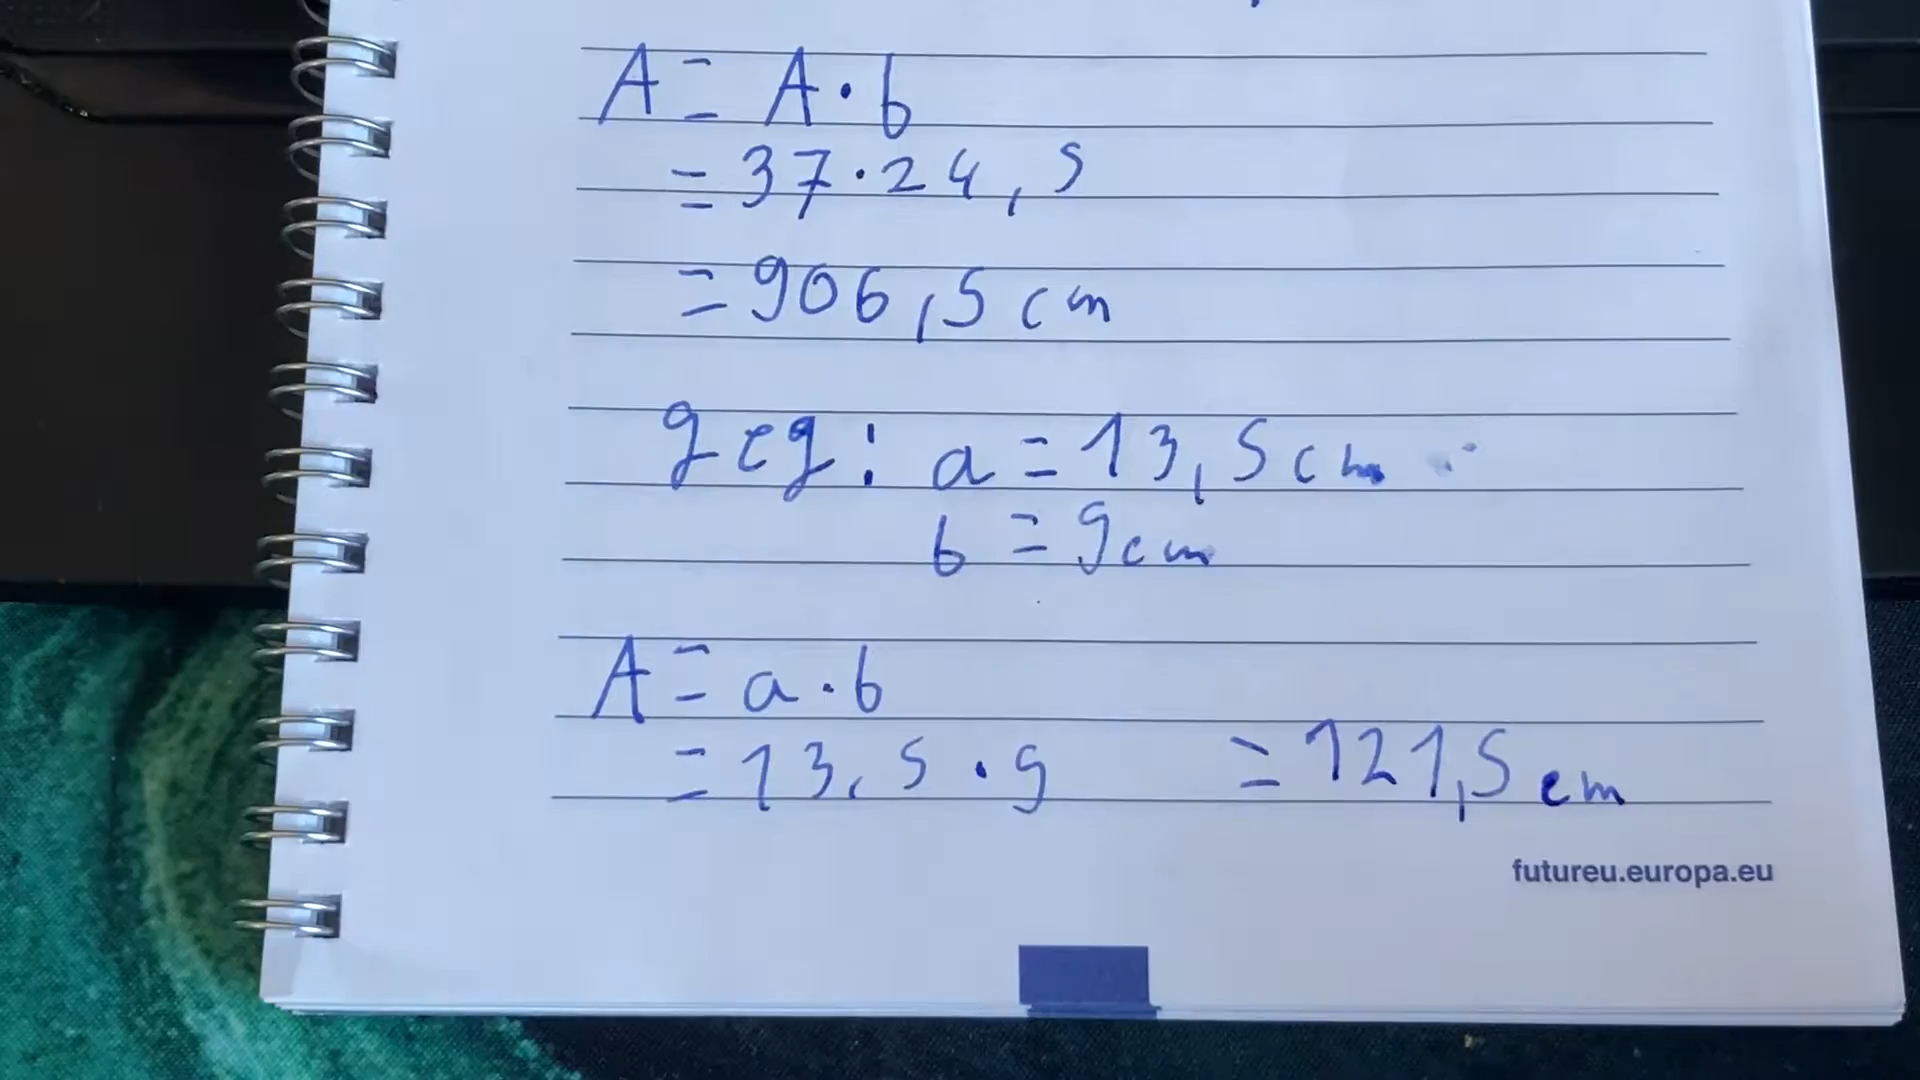 A = A · b
= 37 · 24,5
= 906,5 cm
geg: a = 13,5 cm
b = 9 cm
A = a · b
= 13,5 · 9 = 121,5 cm
futureu.europa.eu